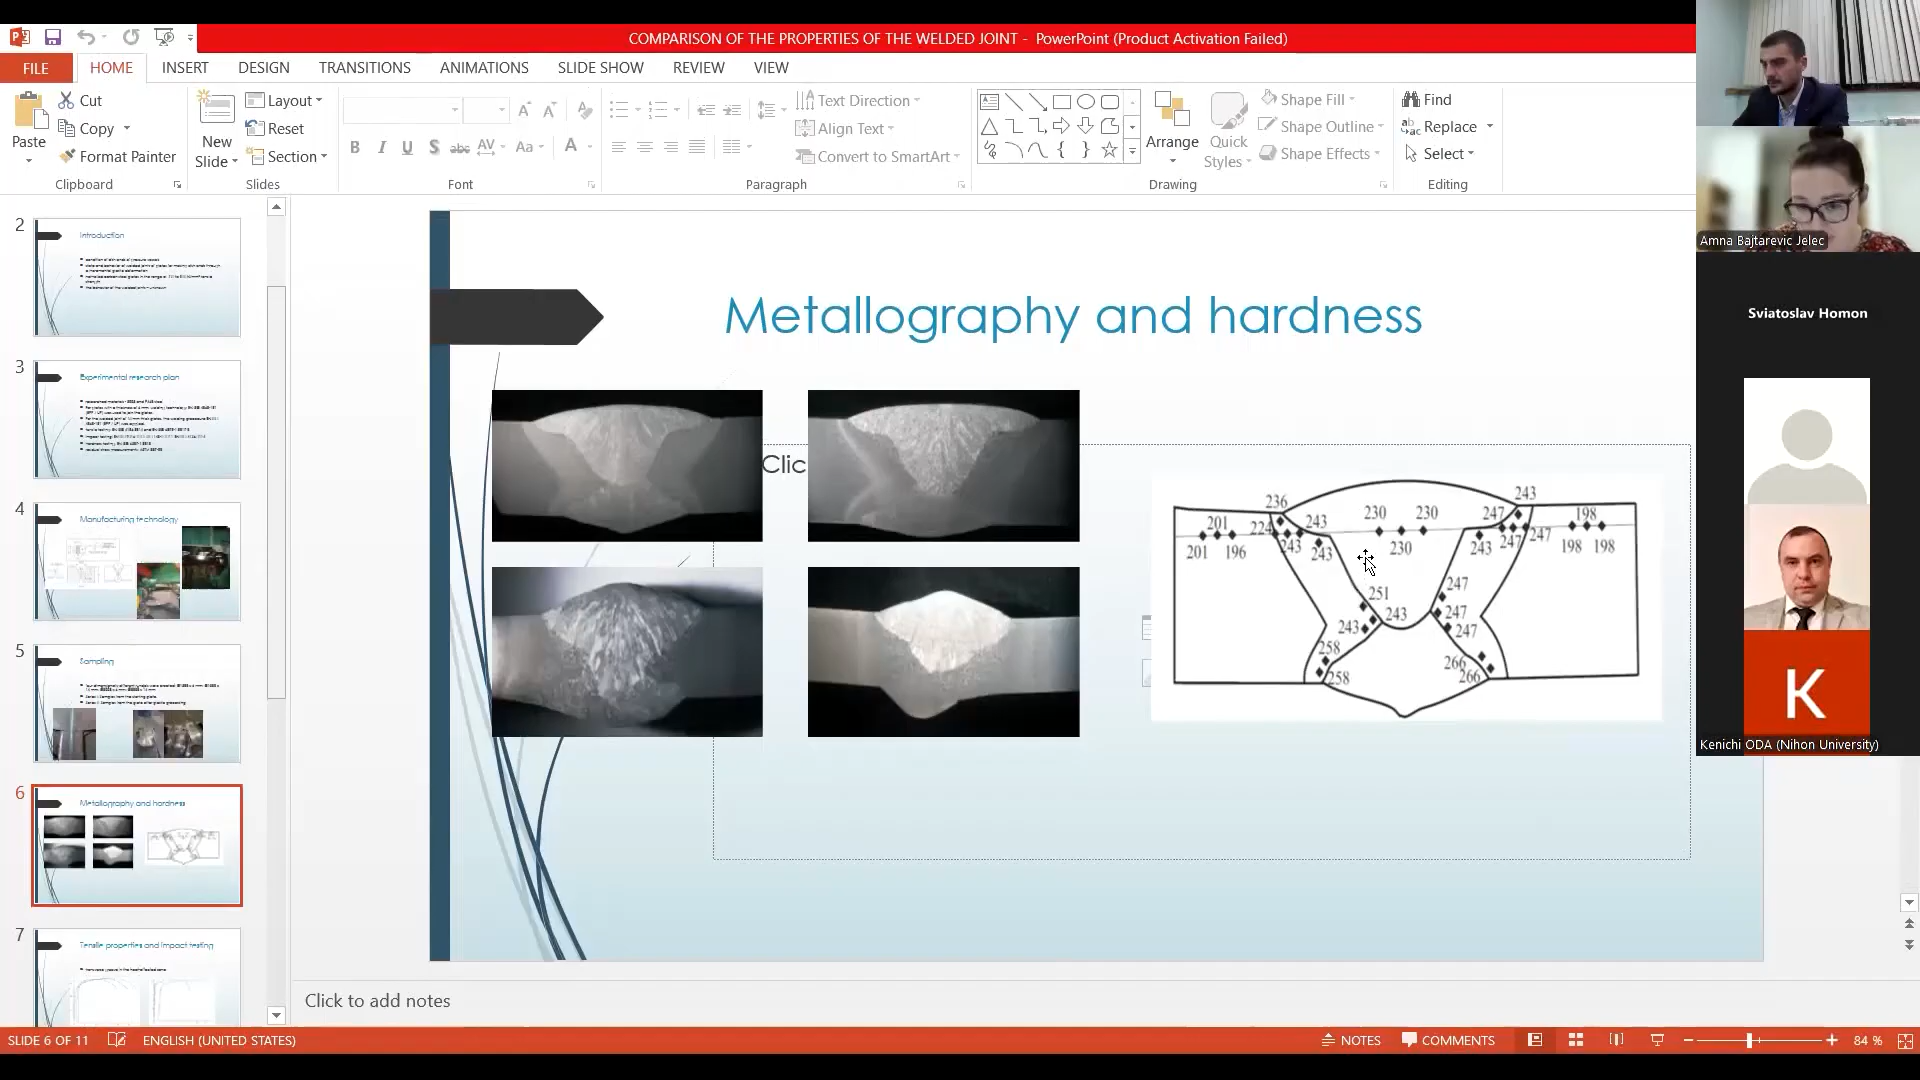 COMPARISON OF THE PROPERTIES OF THE WELDED JOINT - PowerPoint (Product Activation Failed)
FILE HOME INSERT DESIGN TRANSITIONS ANIMATIONS SLIDE SHOW REVIEW VIEW
Paste
Cut
Copy
Format Painter
Clipboard
New Slide
Layout
Reset
Section
Slides
Font
Text Direction
Align Text
Convert to SmartArt
Paragraph
Arrange
Quick Styles
Shape Fill
Shape Outline
Shape Effects
Drawing
Find
Replace
Select
Editing
2
Introduction
3
Experimental research plan
4
Manufacturing technology
5
Sampling
6
Metallography and hardness
7
Tensile properties and impact testing
Metallography and hardness
Clic
236 243
201 224 243 230 230 247 198
201 196 243 243 230 243 247 247 198 198
251 247
243 243 247
247
258 266
258 266
Click to add notes
Amna Bajtarevic Jelec
Sviatoslav Homon
K
Kenichi ODA (Nihon University)
SLIDE 6 OF 11 ENGLISH (UNITED STATES) NOTES COMMENTS 84 %